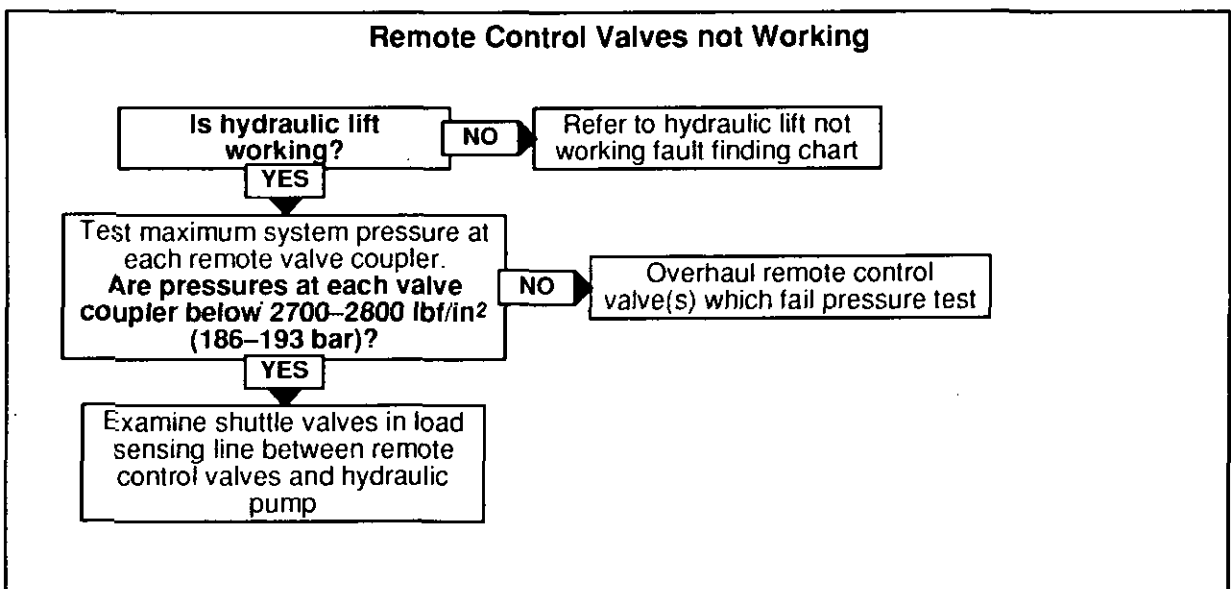 Remote Control Valves not Working
Is hydraulic lift
working?
NO
Refer to hydraulic lift not
working fault finding chart
YES
Test maximum system pressure at
each remote valve coupler.
Are pressures at each valve
coupler below 2700–2800 lbf/in²
(186–193 bar)?
NO
Overhaul remote control
valve(s) which fail pressure test
YES
Examine shuttle valves in load
sensing line between remote
control valves and hydraulic
pump